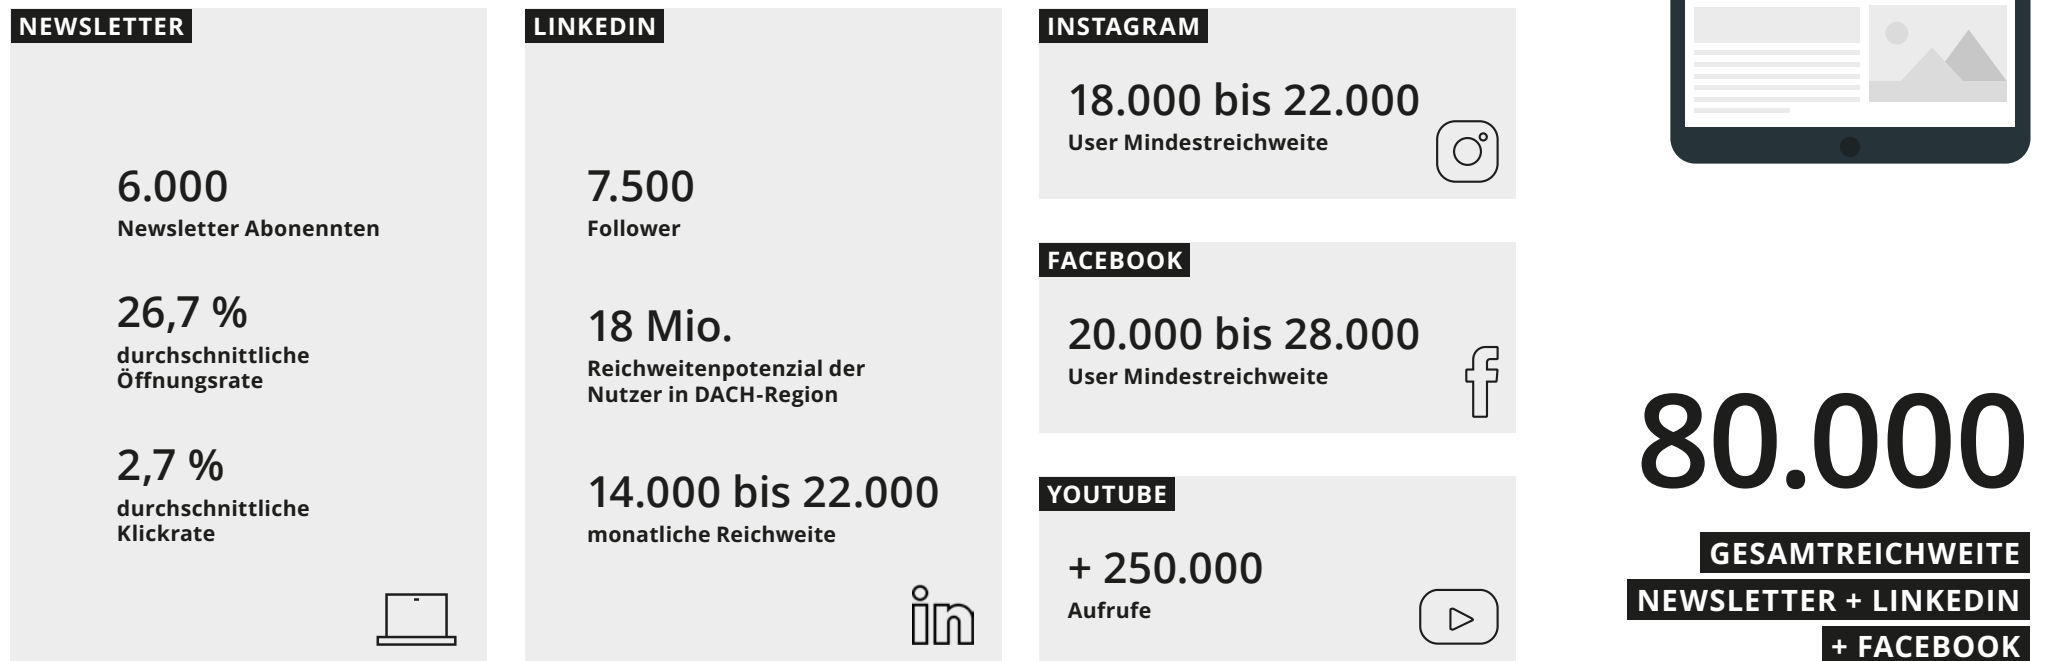 NEWSLETTER
6.000
Newsletter Abonennten
26,7 %
durchschnittliche
Öffnungsrate
2,7 %
durchschnittliche
Klickrate
LINKEDIN
7.500
Follower
18 Mio.
Reichweitenpotenzial der
Nutzer in DACH-Region
14.000 bis 22.000
monatliche Reichweite
in
INSTAGRAM
18.000 bis 22.000
User Mindestreichweite
FACEBOOK
20.000 bis 28.000
User Mindestreichweite
f
YOUTUBE
+ 250.000
Aufrufe
80.000
GESAMTREICHWEITE
NEWSLETTER + LINKEDIN
+ FACEBOOK